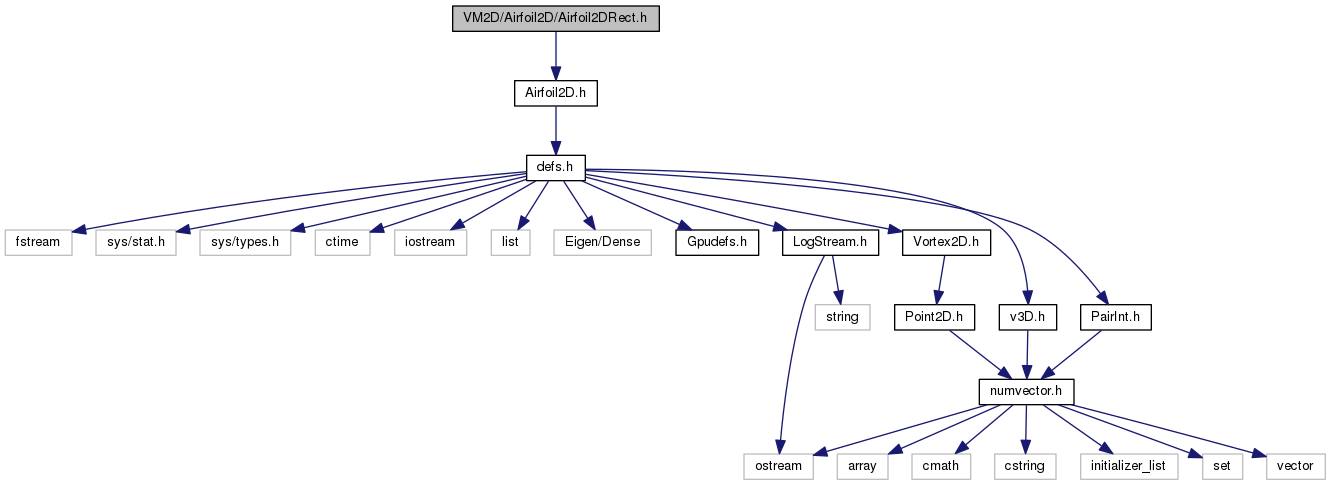 VM2D/Airfoil2D/Airfoil2DRect.h
Airfoil2D.h
defs.h
fstream
sys/stat.h
sys/types.h
ctime
iostream
list
Eigen/Dense
Gpudefs.h
LogStream.h
Vortex2D.h
string
Point2D.h
v3D.h
PairInt.h
numvector.h
ostream
array
cmath
cstring
initializer_list
set
vector